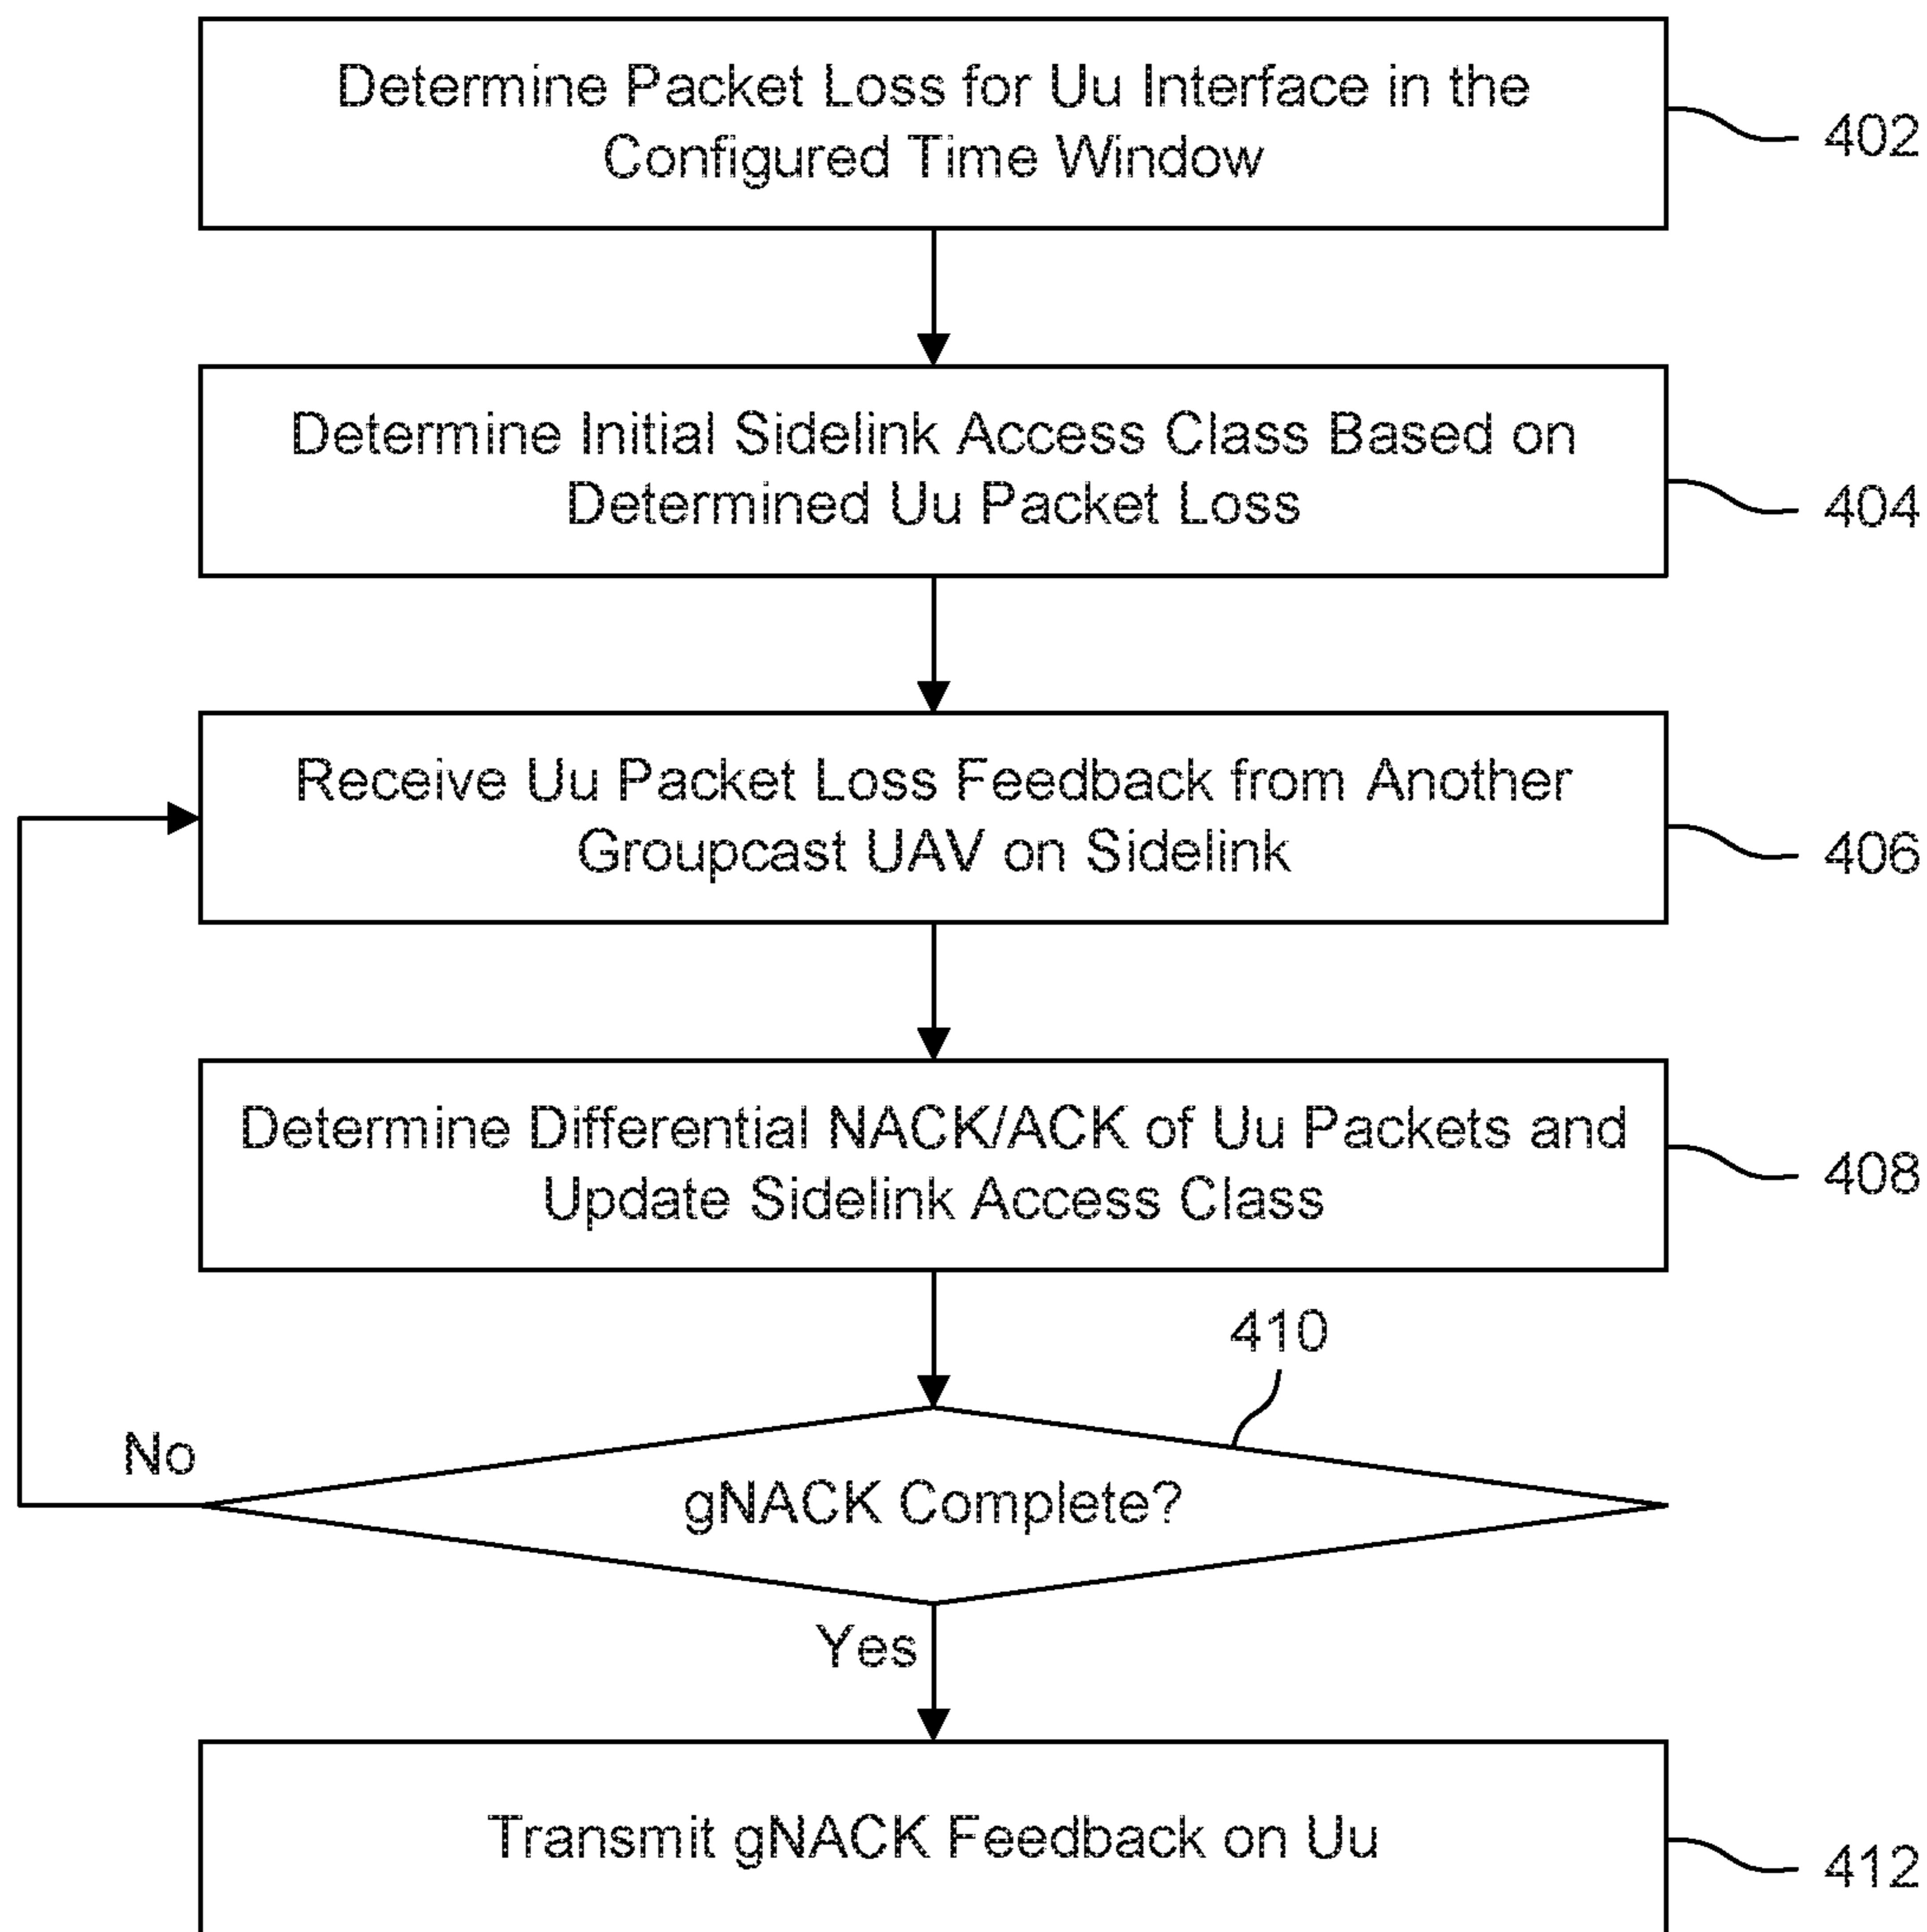 Determine Packet Loss for Uu Interface in the
Configured Time Window
402
Determine Initial Sidelink Access Class Based on
Determined Uu Packet Loss
404
Receive Uu Packet Loss Feedback from Another
Groupcast UAV on Sidelink
406
Determine Differential NACK/ACK of Uu Packets and
Update Sidelink Access Class
408
410
No
gNACK Complete?
Yes
Transmit gNACK Feedback on Uu
412